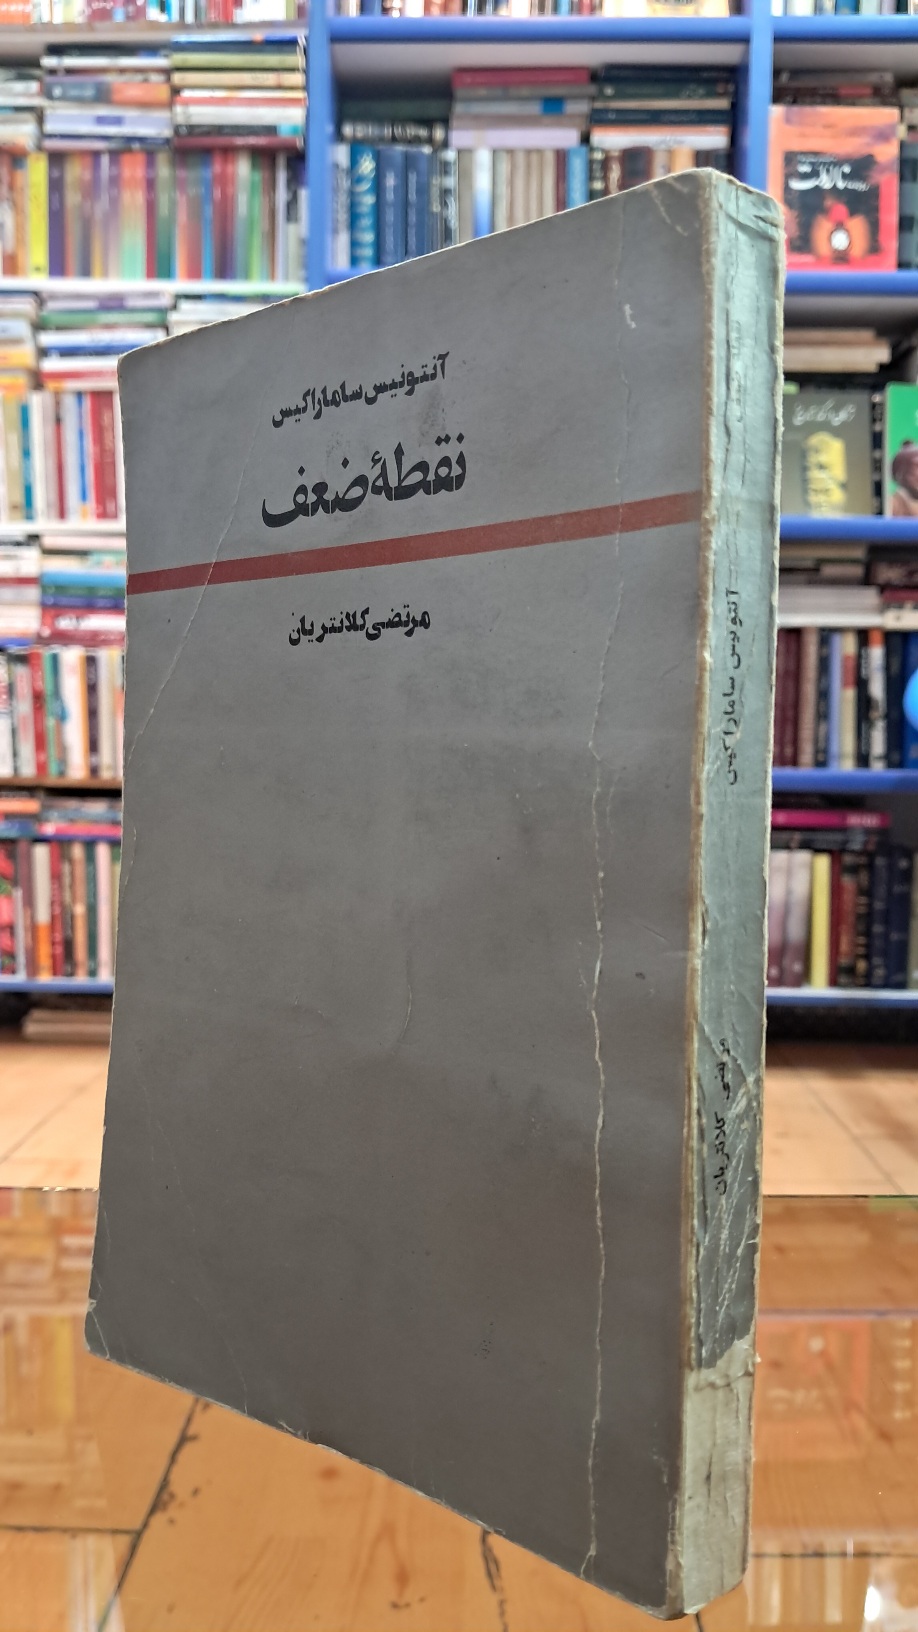 آنتونیس ساماراکیس
نقطهٔ ضعف
مرتضی کلانتریان
آنتونیس ساماراکیس
مرتضی کلانتریان